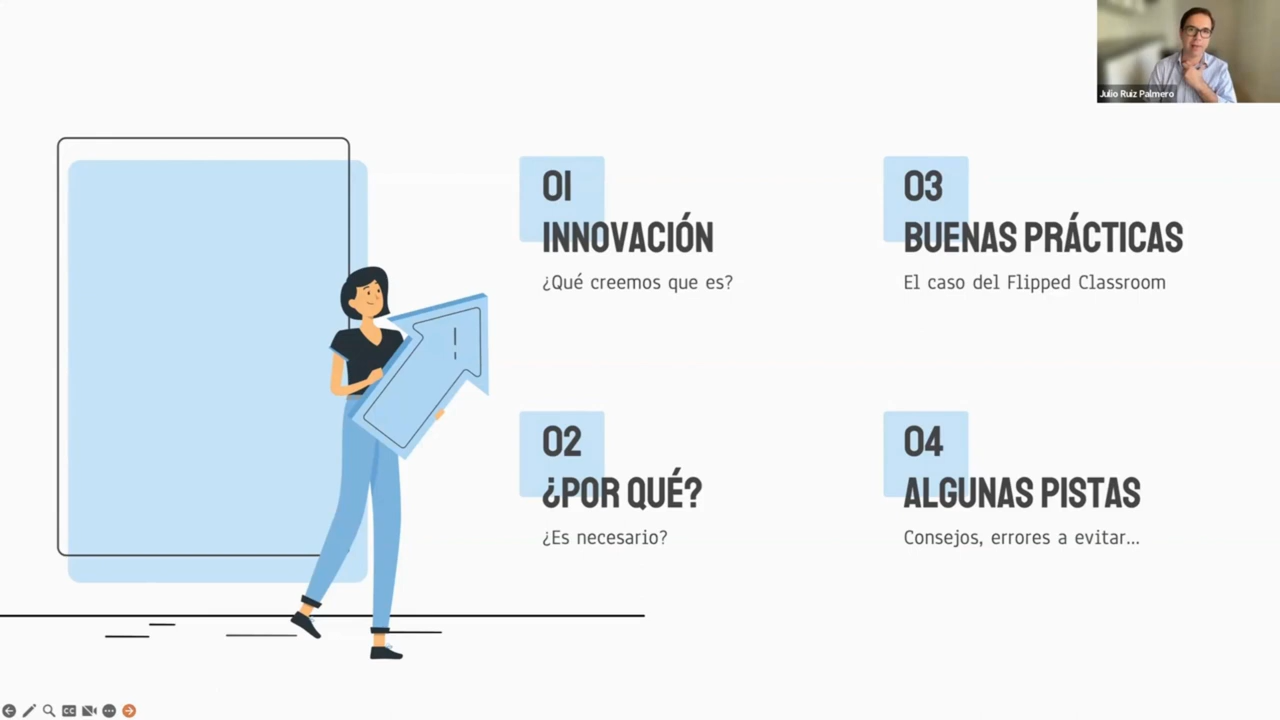 Julio Ruiz Palmero
01
INNOVACIÓN
¿Qué creemos que es?
02
¿POR QUÉ?
¿Es necesario?
03
BUENAS PRÁCTICAS
El caso del Flipped Classroom
04
ALGUNAS PISTAS
Consejos, errores a evitar...
CC